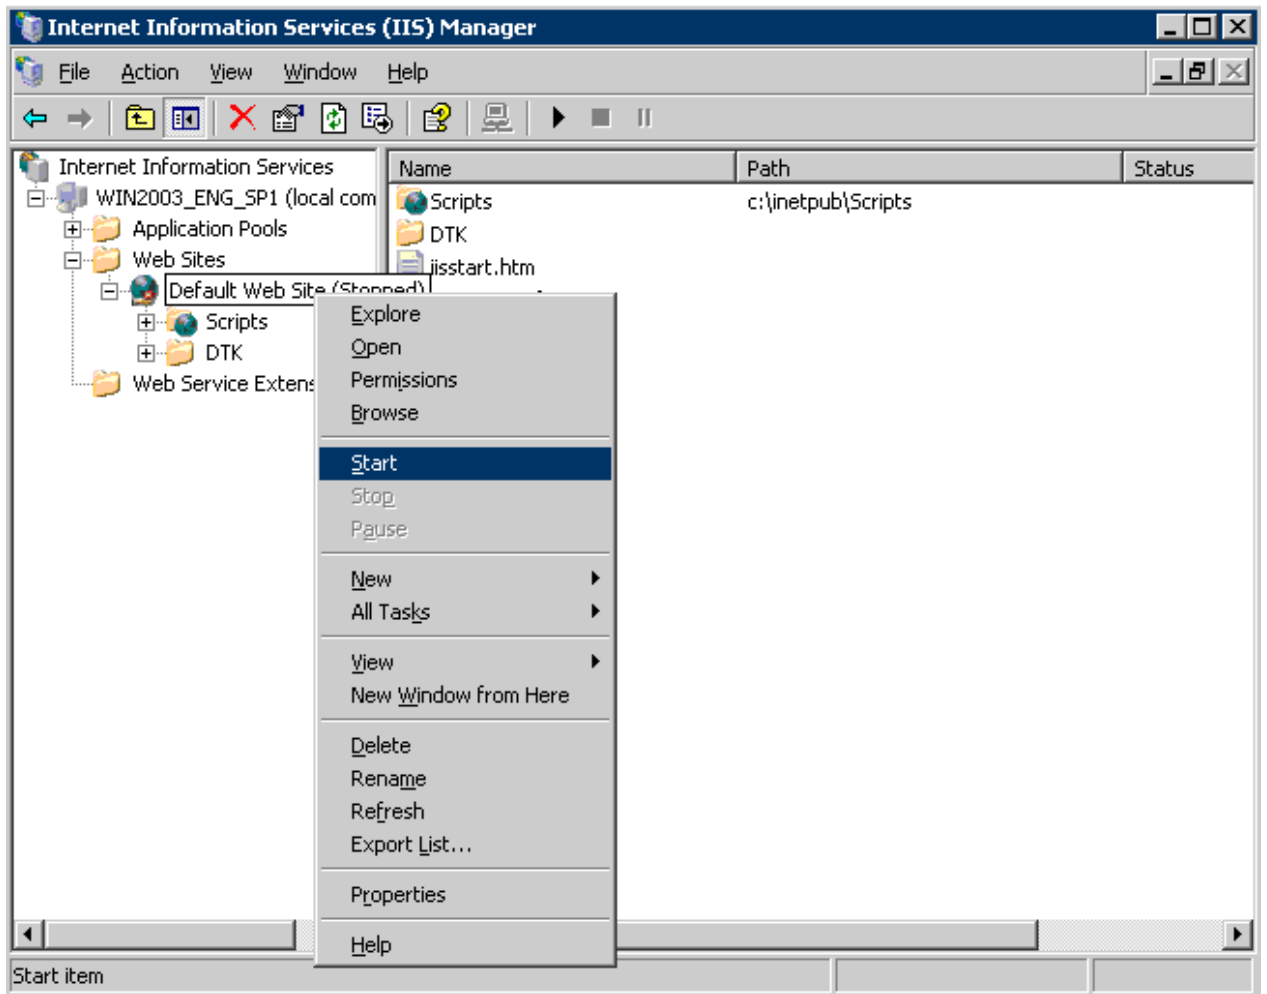 Internet Information Services (IIS) Manager
File Action View Window Help
Internet Information Services
WIN2003_ENG_SP1 (local com
Application Pools
Web Sites
Default Web Site (Stopped)
Scripts
DTK
Web Service Extens
Name Path Status
Scripts c:\inetpub\Scripts
DTK
iisstart.htm
Explore
Open
Permissions
Browse
Start
Stop
Pause
New
All Tasks
View
New Window from Here
Delete
Rename
Refresh
Export List...
Properties
Help
Start item